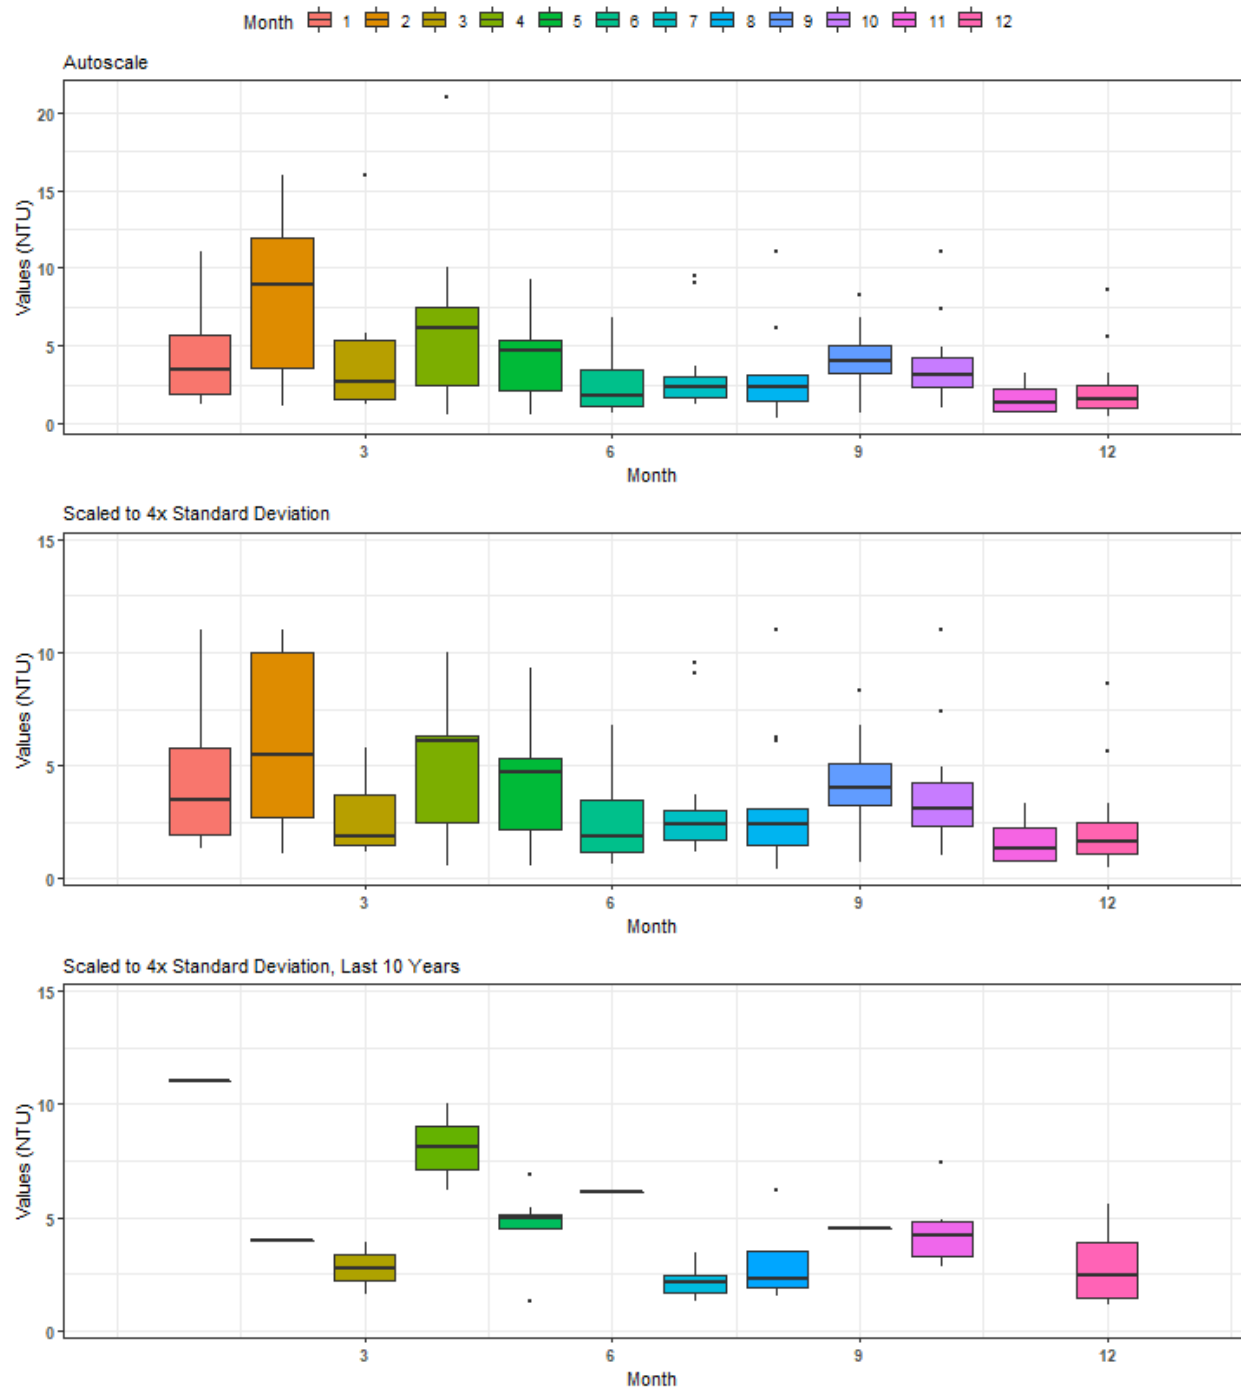 Month 1 2 3 4 5 6 7 8 9 10 11 12
Autoscale
20
15
10
5
0
Values (NTU)
3 6 9 12
Month
Scaled to 4x Standard Deviation
15
10
5
0
Values (NTU)
3 6 9 12
Month
Scaled to 4x Standard Deviation, Last 10 Years
15
10
5
0
Values (NTU)
3 6 9 12
Month